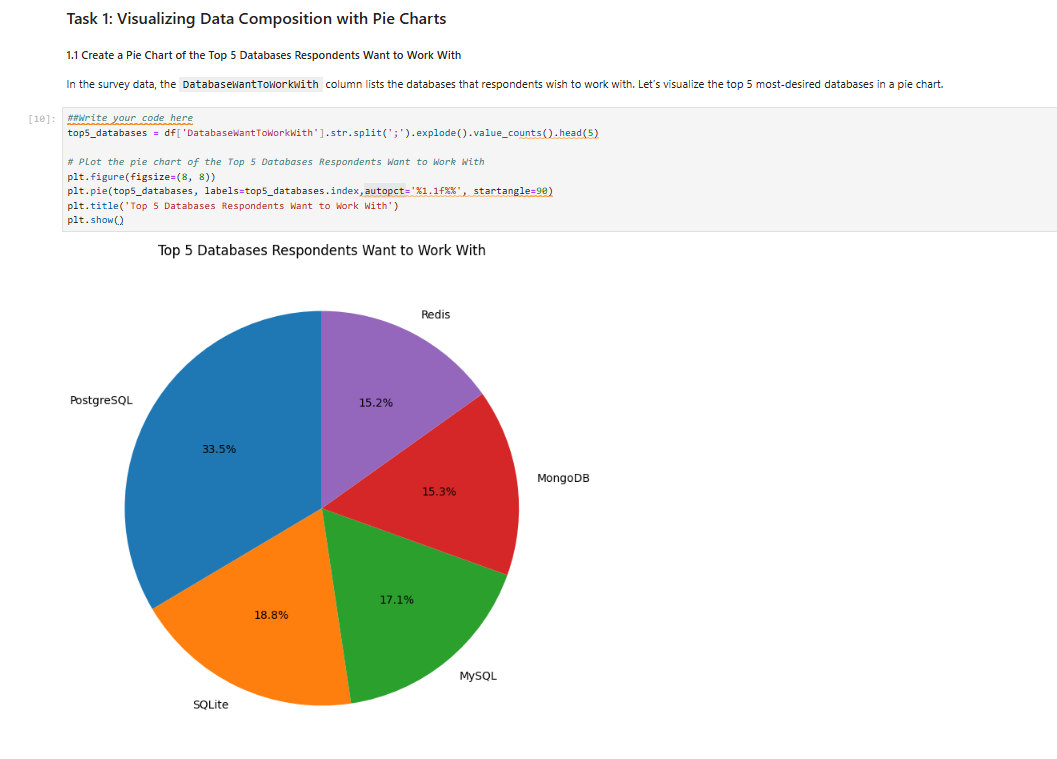 Task 1: Visualizing Data Composition with Pie Charts
1.1 Create a Pie Chart of the Top 5 Databases Respondents Want to Work With
In the survey data, the DatabaseWantToWorkWith column lists the databases that respondents wish to work with. Let's visualize the top 5 most-desired databases in a pie chart.
[10]:
##Write your code here
top5_databases = df['DatabaseWantToWorkWith'].str.split(';').explode().value_counts().head(5)
# Plot the pie chart of the Top 5 Databases Respondents Want to Work With
plt.figure(figsize=(8, 8))
plt.pie(top5_databases, labels=top5_databases.index,autopct='%1.1f%%', startangle=90)
plt.title('Top 5 Databases Respondents Want to Work With')
plt.show()
Top 5 Databases Respondents Want to Work With
Redis
PostgreSQL
15.2%
33.5%
MongoDB
15.3%
17.1%
18.8%
MySQL
SQLite